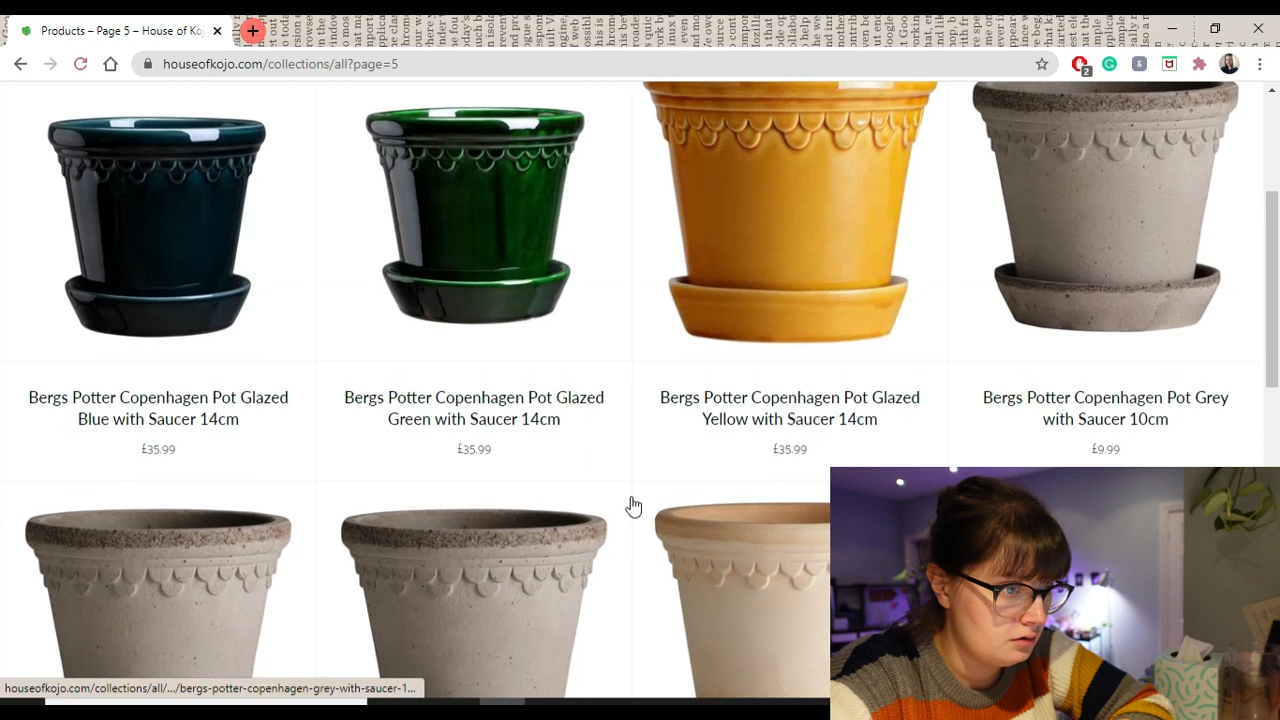 Products – Page 5 – House of Ko
houseofkojo.com/collections/all?page=5
2
S
Bergs Potter Copenhagen Pot Glazed
Blue with Saucer 14cm
£35.99
Bergs Potter Copenhagen Pot Glazed
Green with Saucer 14cm
£35.99
Bergs Potter Copenhagen Pot Glazed
Yellow with Saucer 14cm
£35.99
Bergs Potter Copenhagen Pot Grey
with Saucer 10cm
£9.99
houseofkojo.com/collections/all/.../bergs-potter-copenhagen-grey-with-saucer-1...